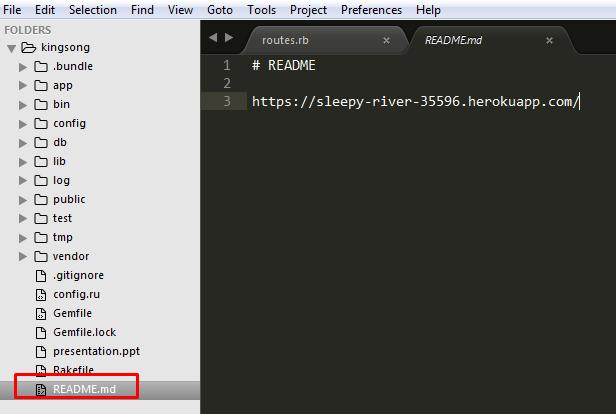 File Edit Selection Find View Goto Tools Project Preferences Help
FOLDERS
kingsong
.bundle
app
bin
config
db
lib
log
public
test
tmp
vendor
.gitignore
config.ru
Gemfile
Gemfile.lock
presentation.ppt
Rakefile
README.md
routes.rb × README.md ×
1 # README
2
3 https://sleepy-river-35596.herokuapp.com/